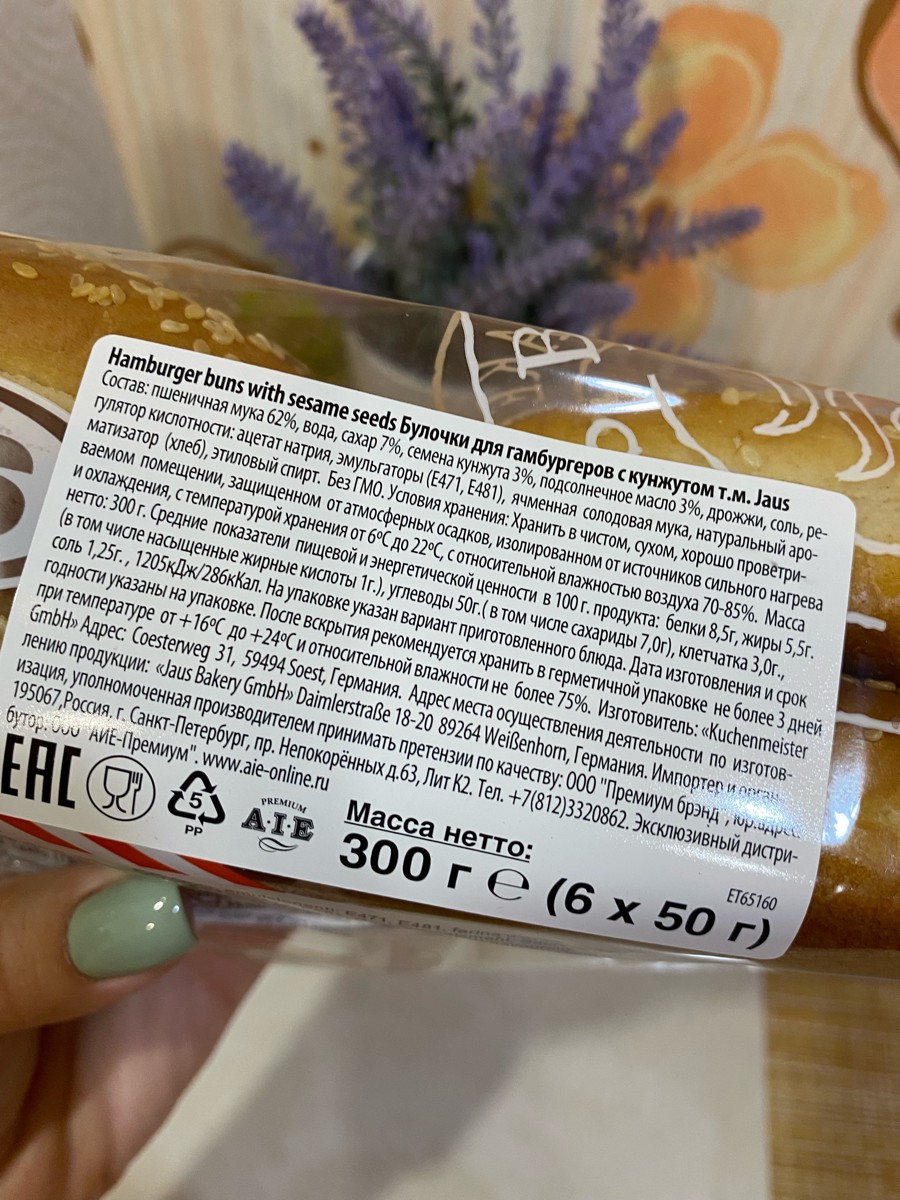 Hamburger buns with sesame seeds Булочки для гамбургеров с кунжутом т.м. Jaus
Состав: пшеничная мука 62%, вода, сахар 7%, семена кунжута 3%, подсолнечное масло 3%, дрожжи, соль, ре-
гулятор кислотности: ацетат натрия, эмульгаторы (Е471, Е481), ячменная солодовая мука, натуральный аро-
матизатор (хлеб), этиловый спирт. Без ГМО. Условия хранения: Хранить в чистом, сухом, хорошо проветри-
ваемом помещении, защищенном от атмосферных осадков, изолированном от источников сильного нагрева
и охлаждения, с температурой хранения от 6°С до 22°С, с относительной влажностью воздуха 70-85%. Масса
нетто: 300 г. Средние показатели пищевой и энергетической ценности в 100 г. продукта: белки 8,5г, жиры 5,5г.
(в том числе насыщенные жирные кислоты 1г.), углеводы 50г.( в том числе сахариды 7,0г), клетчатка 3,0г.,
соль 1,25г. , 1205кДж/286кКал. На упаковке указан вариант приготовленного блюда. Дата изготовления и срок
годности указаны на упаковке. После вскрытия рекомендуется хранить в герметичной упаковке не более 3 дней
при температуре от +16°С до +24°С и относительной влажности не более 75%. Изготовитель: «Kuchenmeister
GmbH» Адрес: Coesterweg 31, 59494 Soest, Германия. Адрес места осуществления деятельности по изготов-
лению продукции: «Jaus Bakery GmbH» Daimlerstraße 18-20 89264 Weißenhorn, Германия. Импортер и орган-
изация, уполномоченная производителем принимать претензии по качеству: ООО "Премиум брэнд", юр.адрес:
195067,Россия, г. Санкт-Петербург, пр. Непокорённых д.63, Лит К2. Тел. +7(812)3320862. Эксклюзивный дистри-
бутор: ООО "АИЕ-Премиум". www.aie-online.ru
EAC
5
PP
PREMIUM
A·I·E
Масса нетто:
300 г ℮ (6 x 50 г)
ET65160